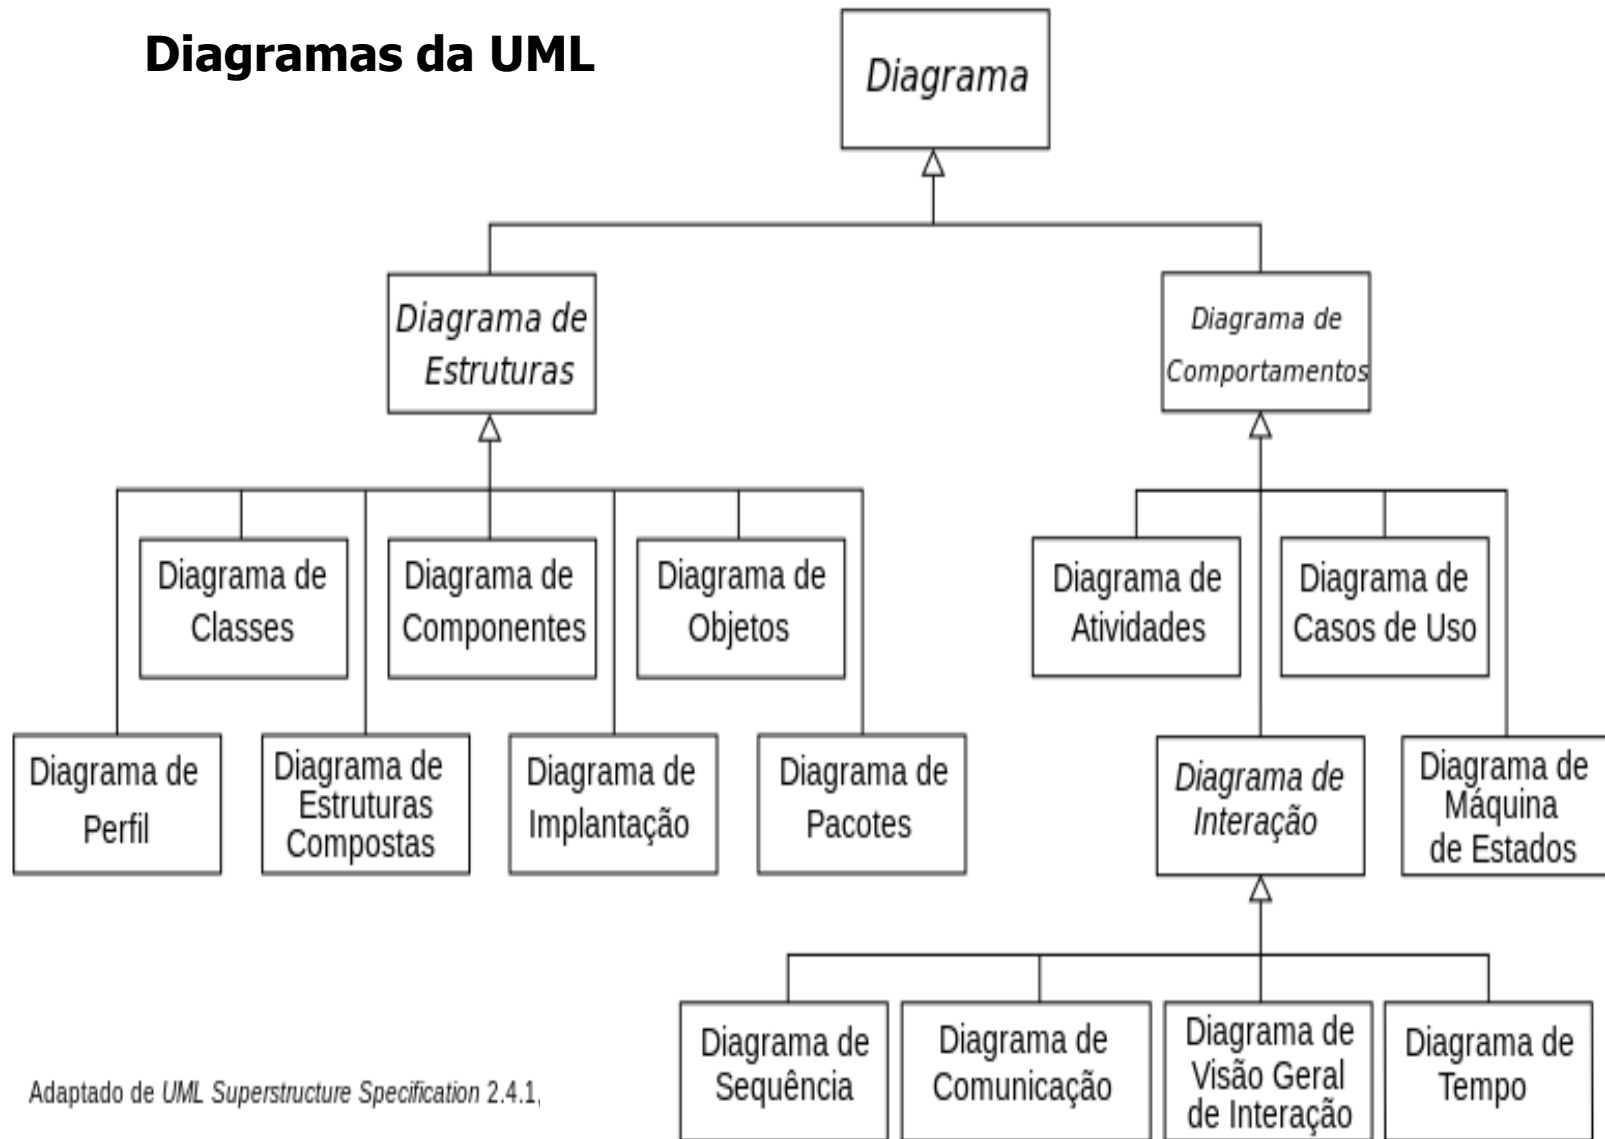 Diagramas da UML
Diagrama
Diagrama de
Estruturas
Diagrama de
Comportamentos
Diagrama de
Classes
Diagrama de
Componentes
Diagrama de
Objetos
Diagrama de
Atividades
Diagrama de
Casos de Uso
Diagrama de
Perfil
Diagrama de
Estruturas
Compostas
Diagrama de
Implantação
Diagrama de
Pacotes
Diagrama de
Interação
Diagrama de
Máquina
de Estados
Diagrama de
Sequência
Diagrama de
Comunicação
Diagrama de
Visão Geral
de Interação
Diagrama de
Tempo
Adaptado de UML Superstructure Specification 2.4.1,